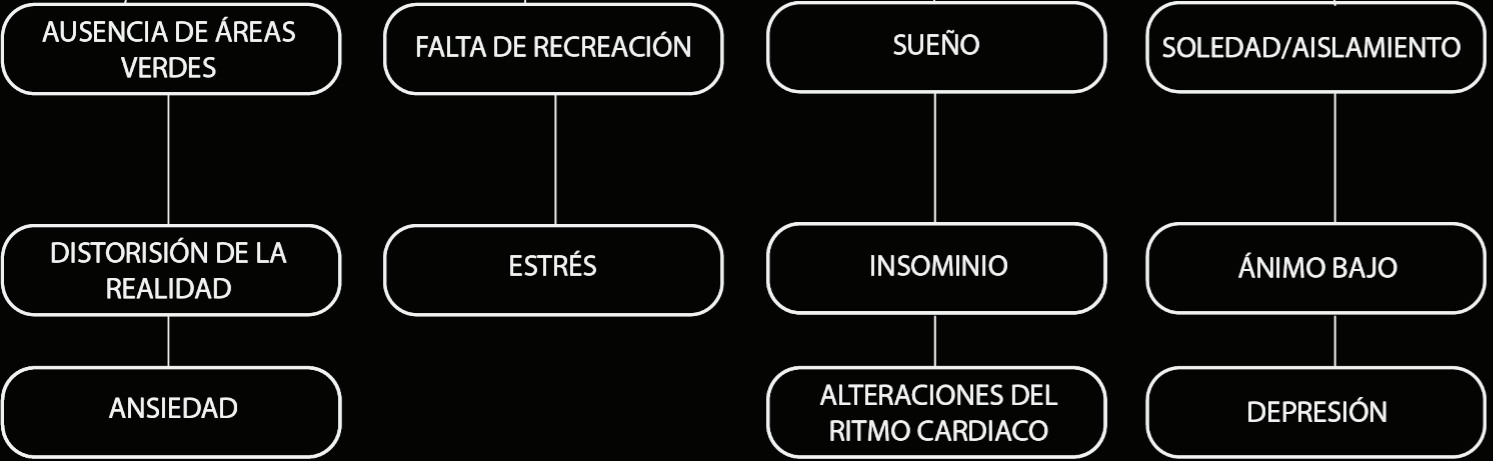 AUSENCIA DE ÁREAS
VERDES
FALTA DE RECREACIÓN
SUEÑO
SOLEDAD/AISLAMIENTO
DISTORISIÓN DE LA
REALIDAD
ESTRÉS
INSOMINIO
ÁNIMO BAJO
ANSIEDAD
ALTERACIONES DEL
RITMO CARDIACO
DEPRESIÓN